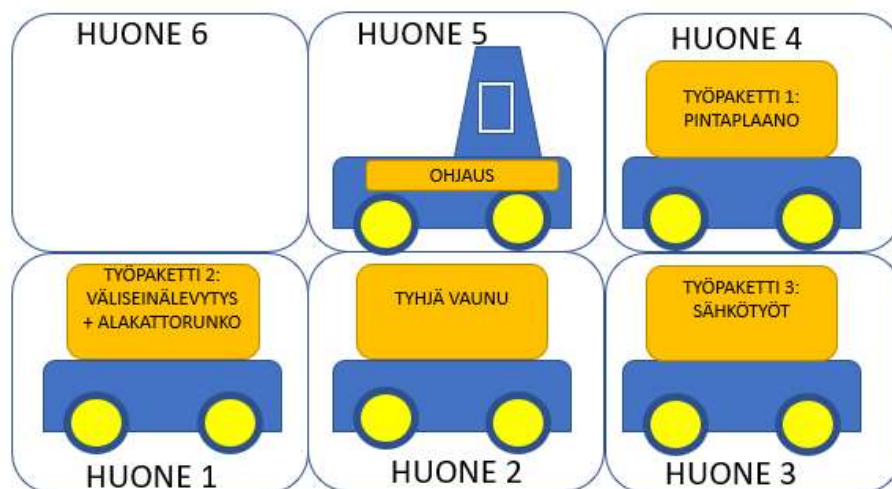 HUONE 6
HUONE 5
HUONE 4
OHJAUS
TYÖPAKETTI 1:
PINTAPLAANO
TYÖPAKETTI 2:
VÄLISEINÄLEVYTYS
+ ALAKATTORUNKO
TYHJÄ VAUNU
TYÖPAKETTI 3:
SÄHKÖTYÖT
HUONE 1
HUONE 2
HUONE 3